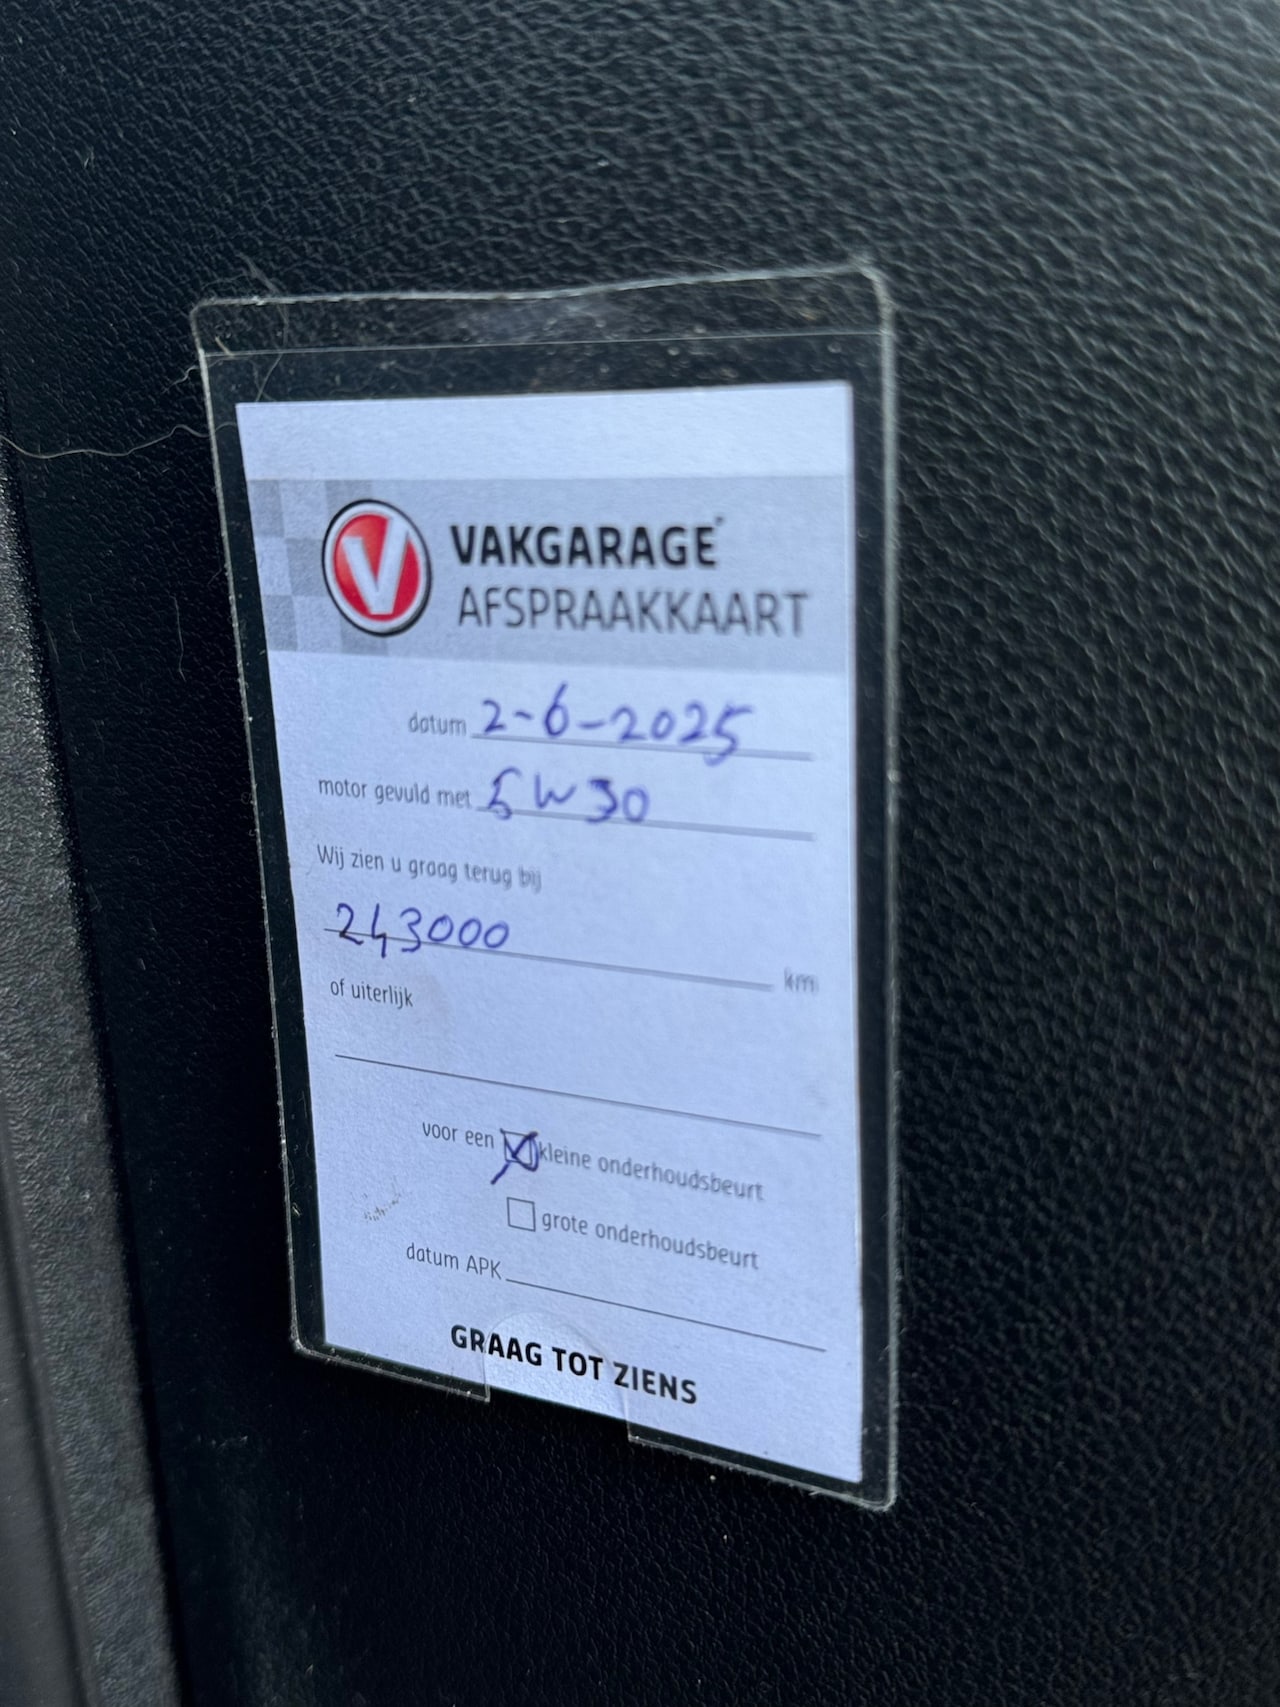 VAKGARAGE
AFSPRAAKKAART
datum 2-6-2025
motor gevuld met 5W30
Wij zien u graag terug bij
243000 km
of uiterlijk
voor een kleine onderhoudsbeurt
grote onderhoudsbeurt
datum APK
GRAAG TOT ZIENS